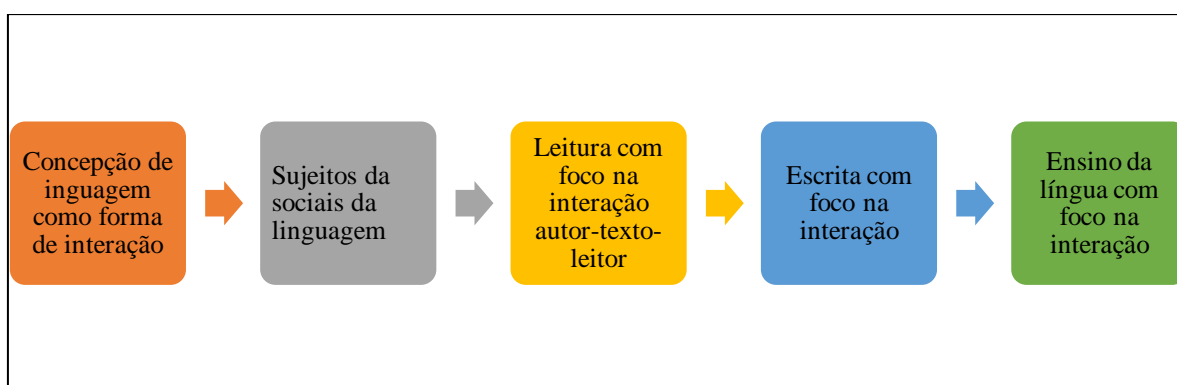 Concepção de
inguagem
como forma
de interação
Sujeitos da
sociais da
linguagem
Leitura com
foco na
interação
autor-texto-
leitor
Escrita com
foco na
interação
Ensino da
língua com
foco na
interação